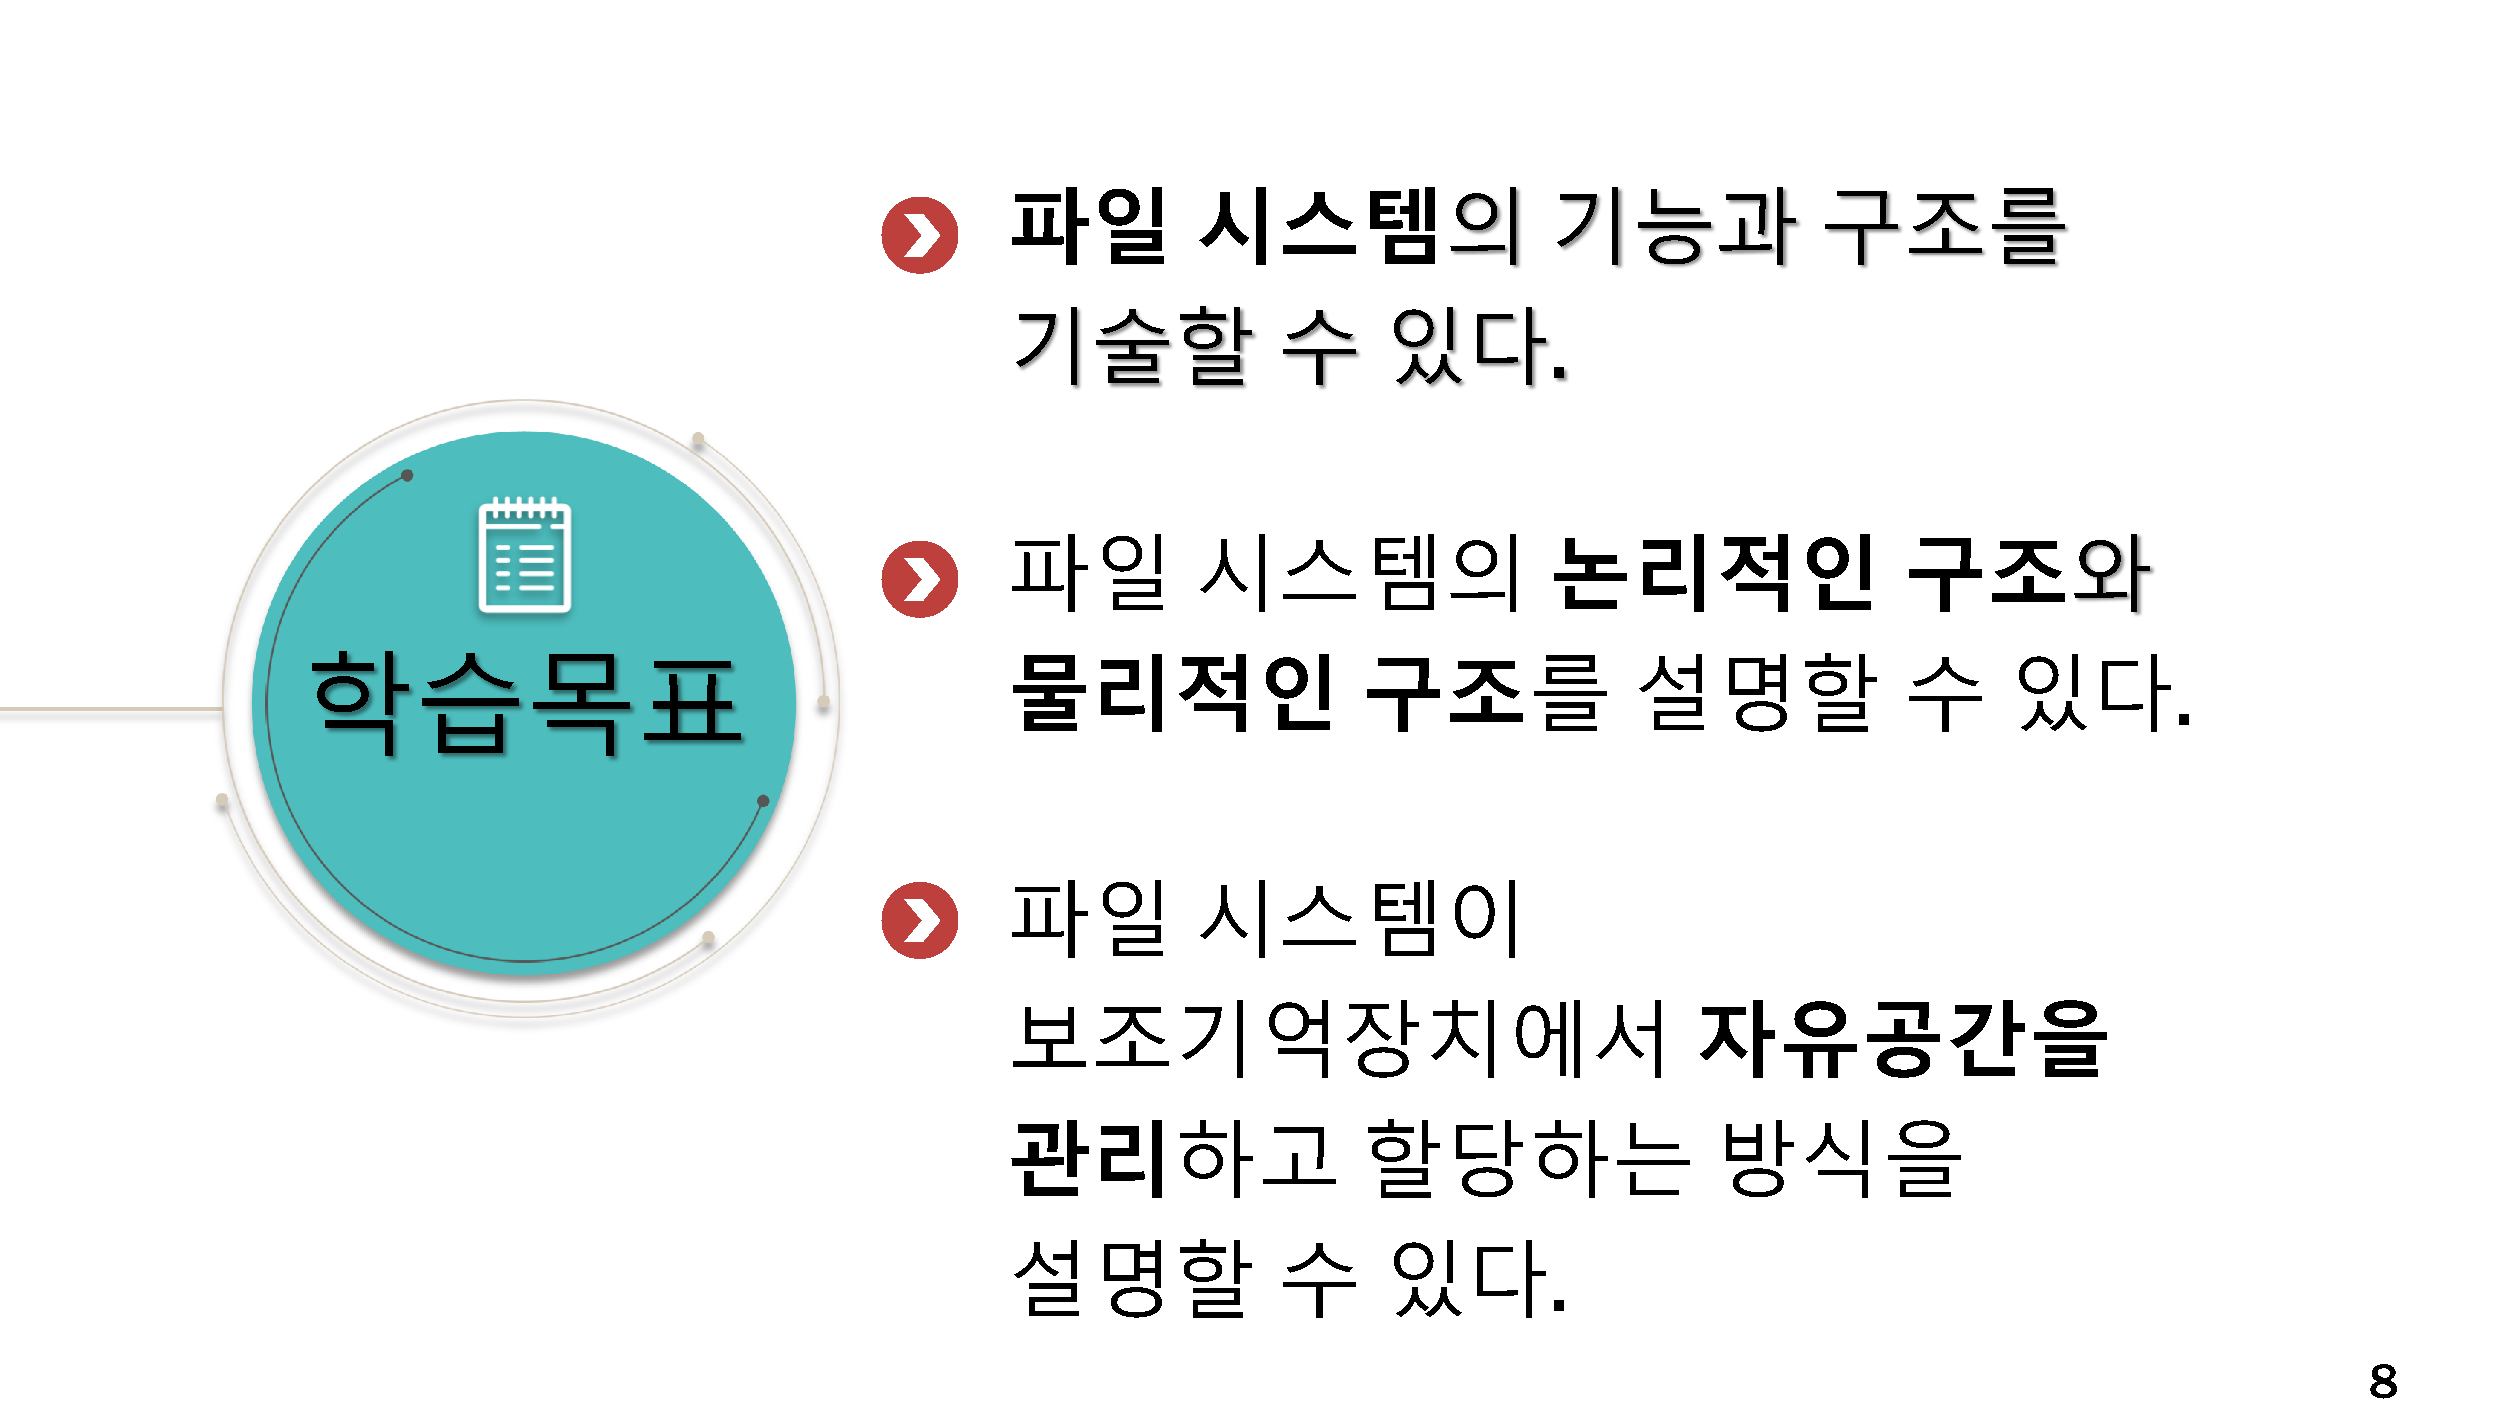 학습목표
파일 시스템의 기능과 구조를
기술할 수 있다.
파일 시스템의 논리적인 구조와
물리적인 구조를 설명할 수 있다.
파일 시스템이
보조기억장치에서 자유공간을
관리하고 할당하는 방식을
설명할 수 있다.
8